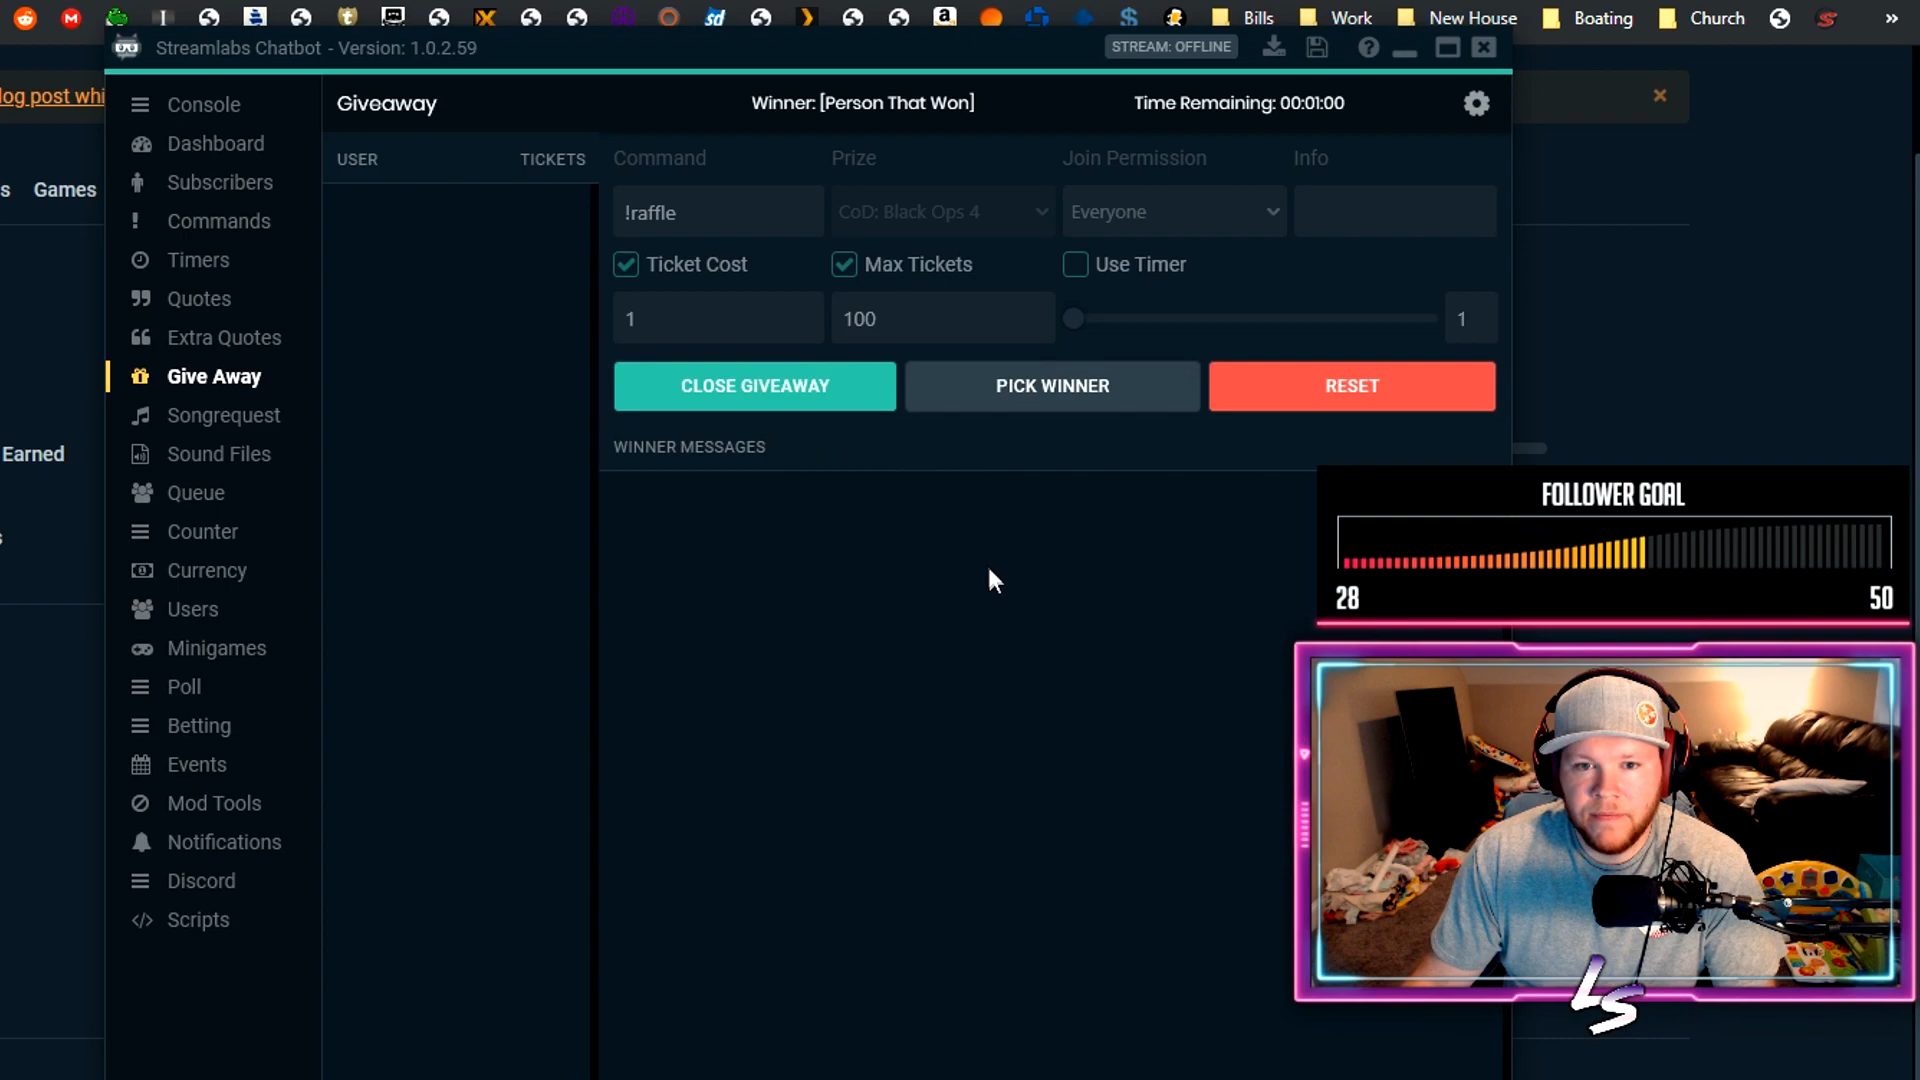 Bills
Work
New House
Boating
Church
»
Streamlabs Chatbot - Version: 1.0.2.59
STREAM: OFFLINE
log post whi
s Games
Earned
s
Console
Dashboard
Subscribers
Commands
Timers
Quotes
Extra Quotes
Give Away
Songrequest
Sound Files
Queue
Counter
Currency
Users
Minigames
Poll
Betting
Events
Mod Tools
Notifications
Discord
Scripts
Giveaway
Winner: [Person That Won]
Time Remaining: 00:01:00
USER TICKETS
Command Prize Join Permission Info
!raffle CoD: Black Ops 4 Everyone
Ticket Cost Max Tickets Use Timer
1 100 1
CLOSE GIVEAWAY PICK WINNER RESET
WINNER MESSAGES
FOLLOWER GOAL
28 50
LS